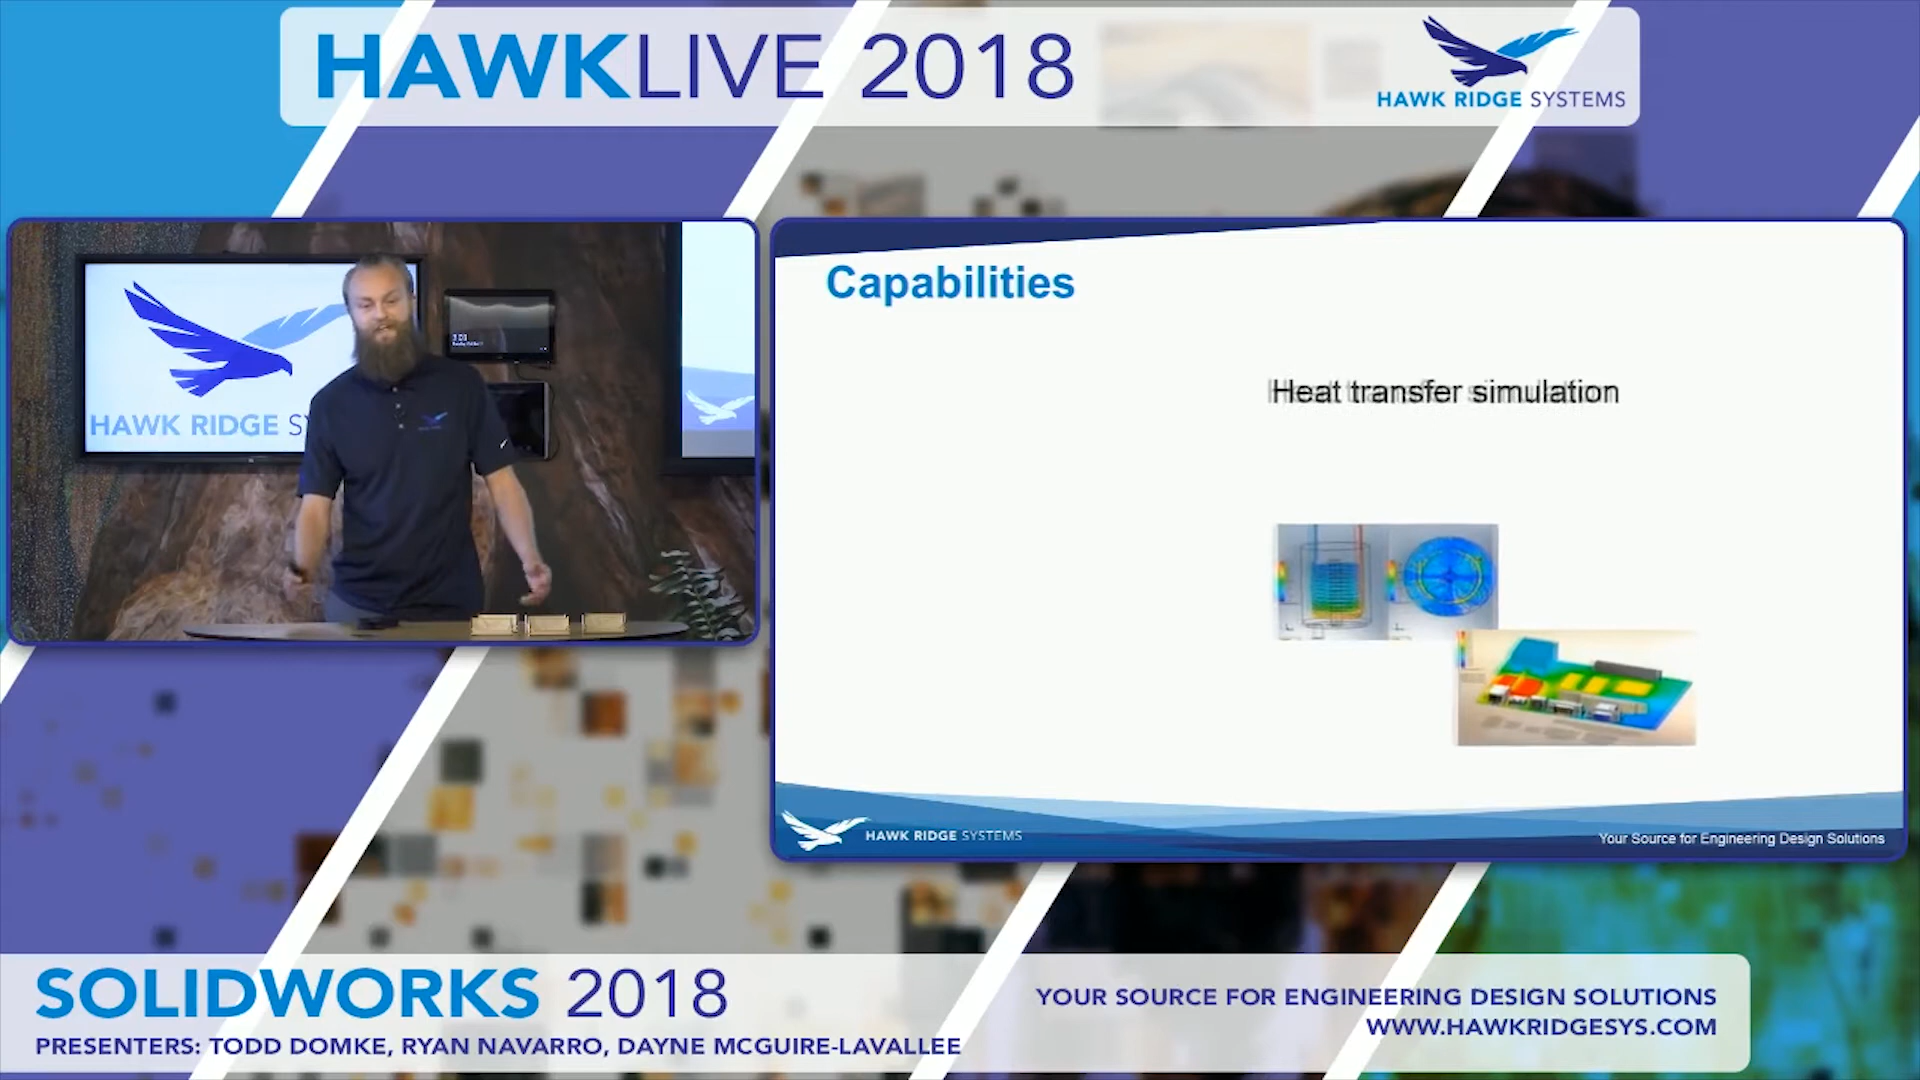 HAWKLIVE 2018
HAWK RIDGE SYSTEMS
HAWK RIDGE S
Capabilities
Heat transfer simulation
HAWK RIDGE SYSTEMS
Your Source for Engineering Design Solutions
SOLIDWORKS 2018
PRESENTERS: TODD DOMKE, RYAN NAVARRO, DAYNE MCGUIRE-LAVALLEE
YOUR SOURCE FOR ENGINEERING DESIGN SOLUTIONS
WWW.HAWKRIDGESYS.COM